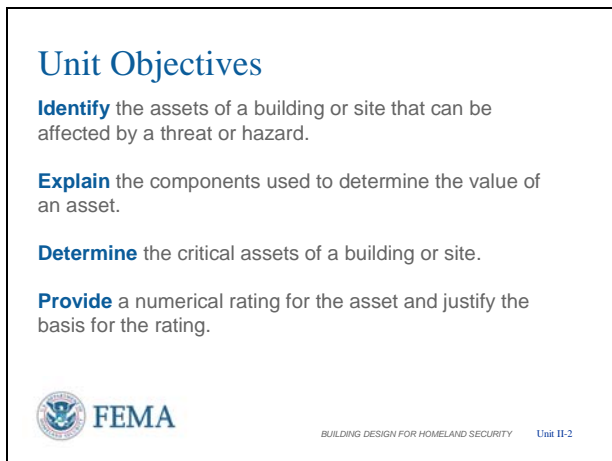 Unit Objectives
Identify the assets of a building or site that can be
affected by a threat or hazard.
Explain the components used to determine the value of
an asset.
Determine the critical assets of a building or site.
Provide a numerical rating for the asset and justify the
basis for the rating.
FEMA
BUILDING DESIGN FOR HOMELAND SECURITY Unit II-2